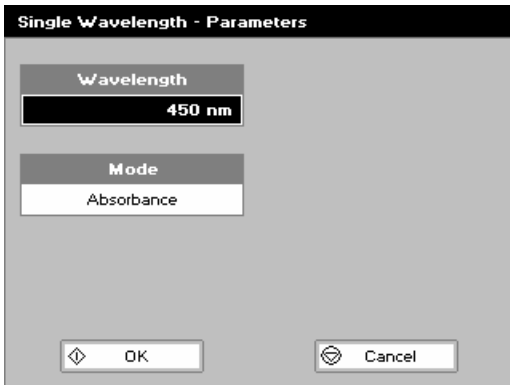 Single Wavelength - Parameters
Wavelength
450 nm
Mode
Absorbance
OK
Cancel